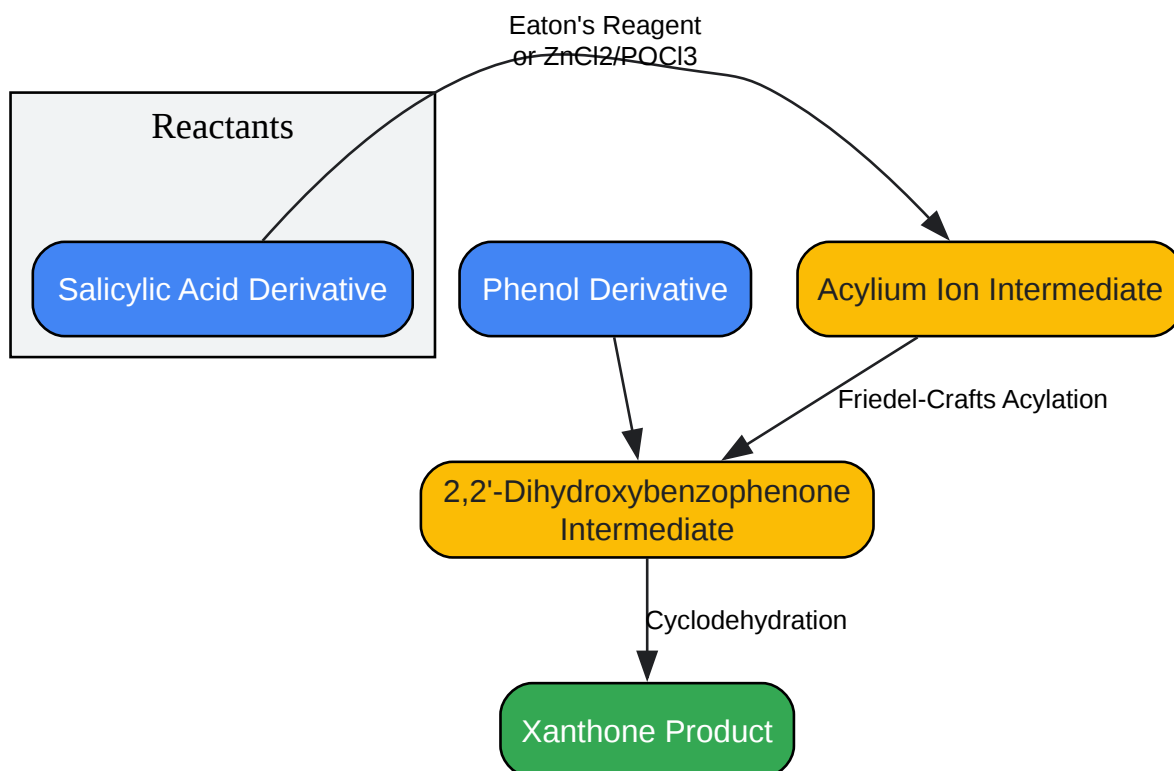 Eaton's Reagent
or ZnCl2/POCl3
Reactants
Salicylic Acid Derivative
Phenol Derivative
Acylium Ion Intermediate
Friedel-Crafts Acylation
2,2'-Dihydroxybenzophenone
Intermediate
Cyclodehydration
Xanthone Product